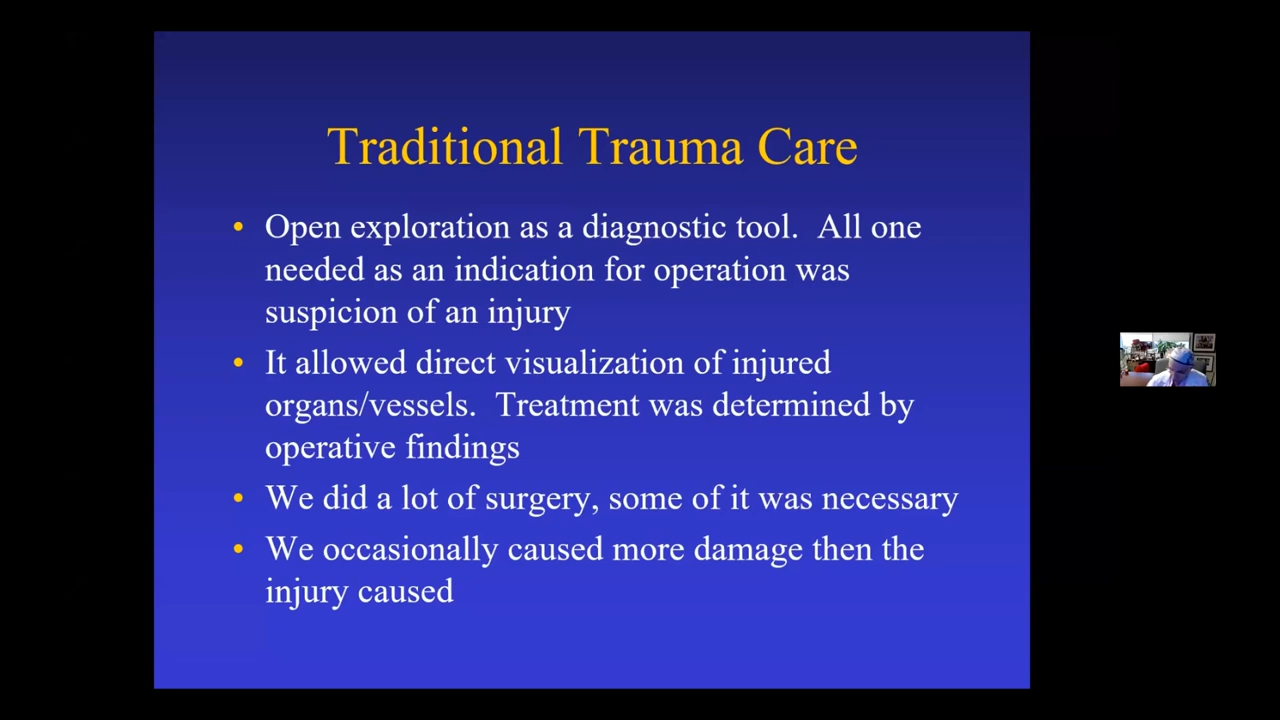 Traditional Trauma Care
• Open exploration as a diagnostic tool.  All one
needed as an indication for operation was
suspicion of an injury
• It allowed direct visualization of injured
organs/vessels.  Treatment was determined by
operative findings
• We did a lot of surgery, some of it was necessary
• We occasionally caused more damage then the
injury caused